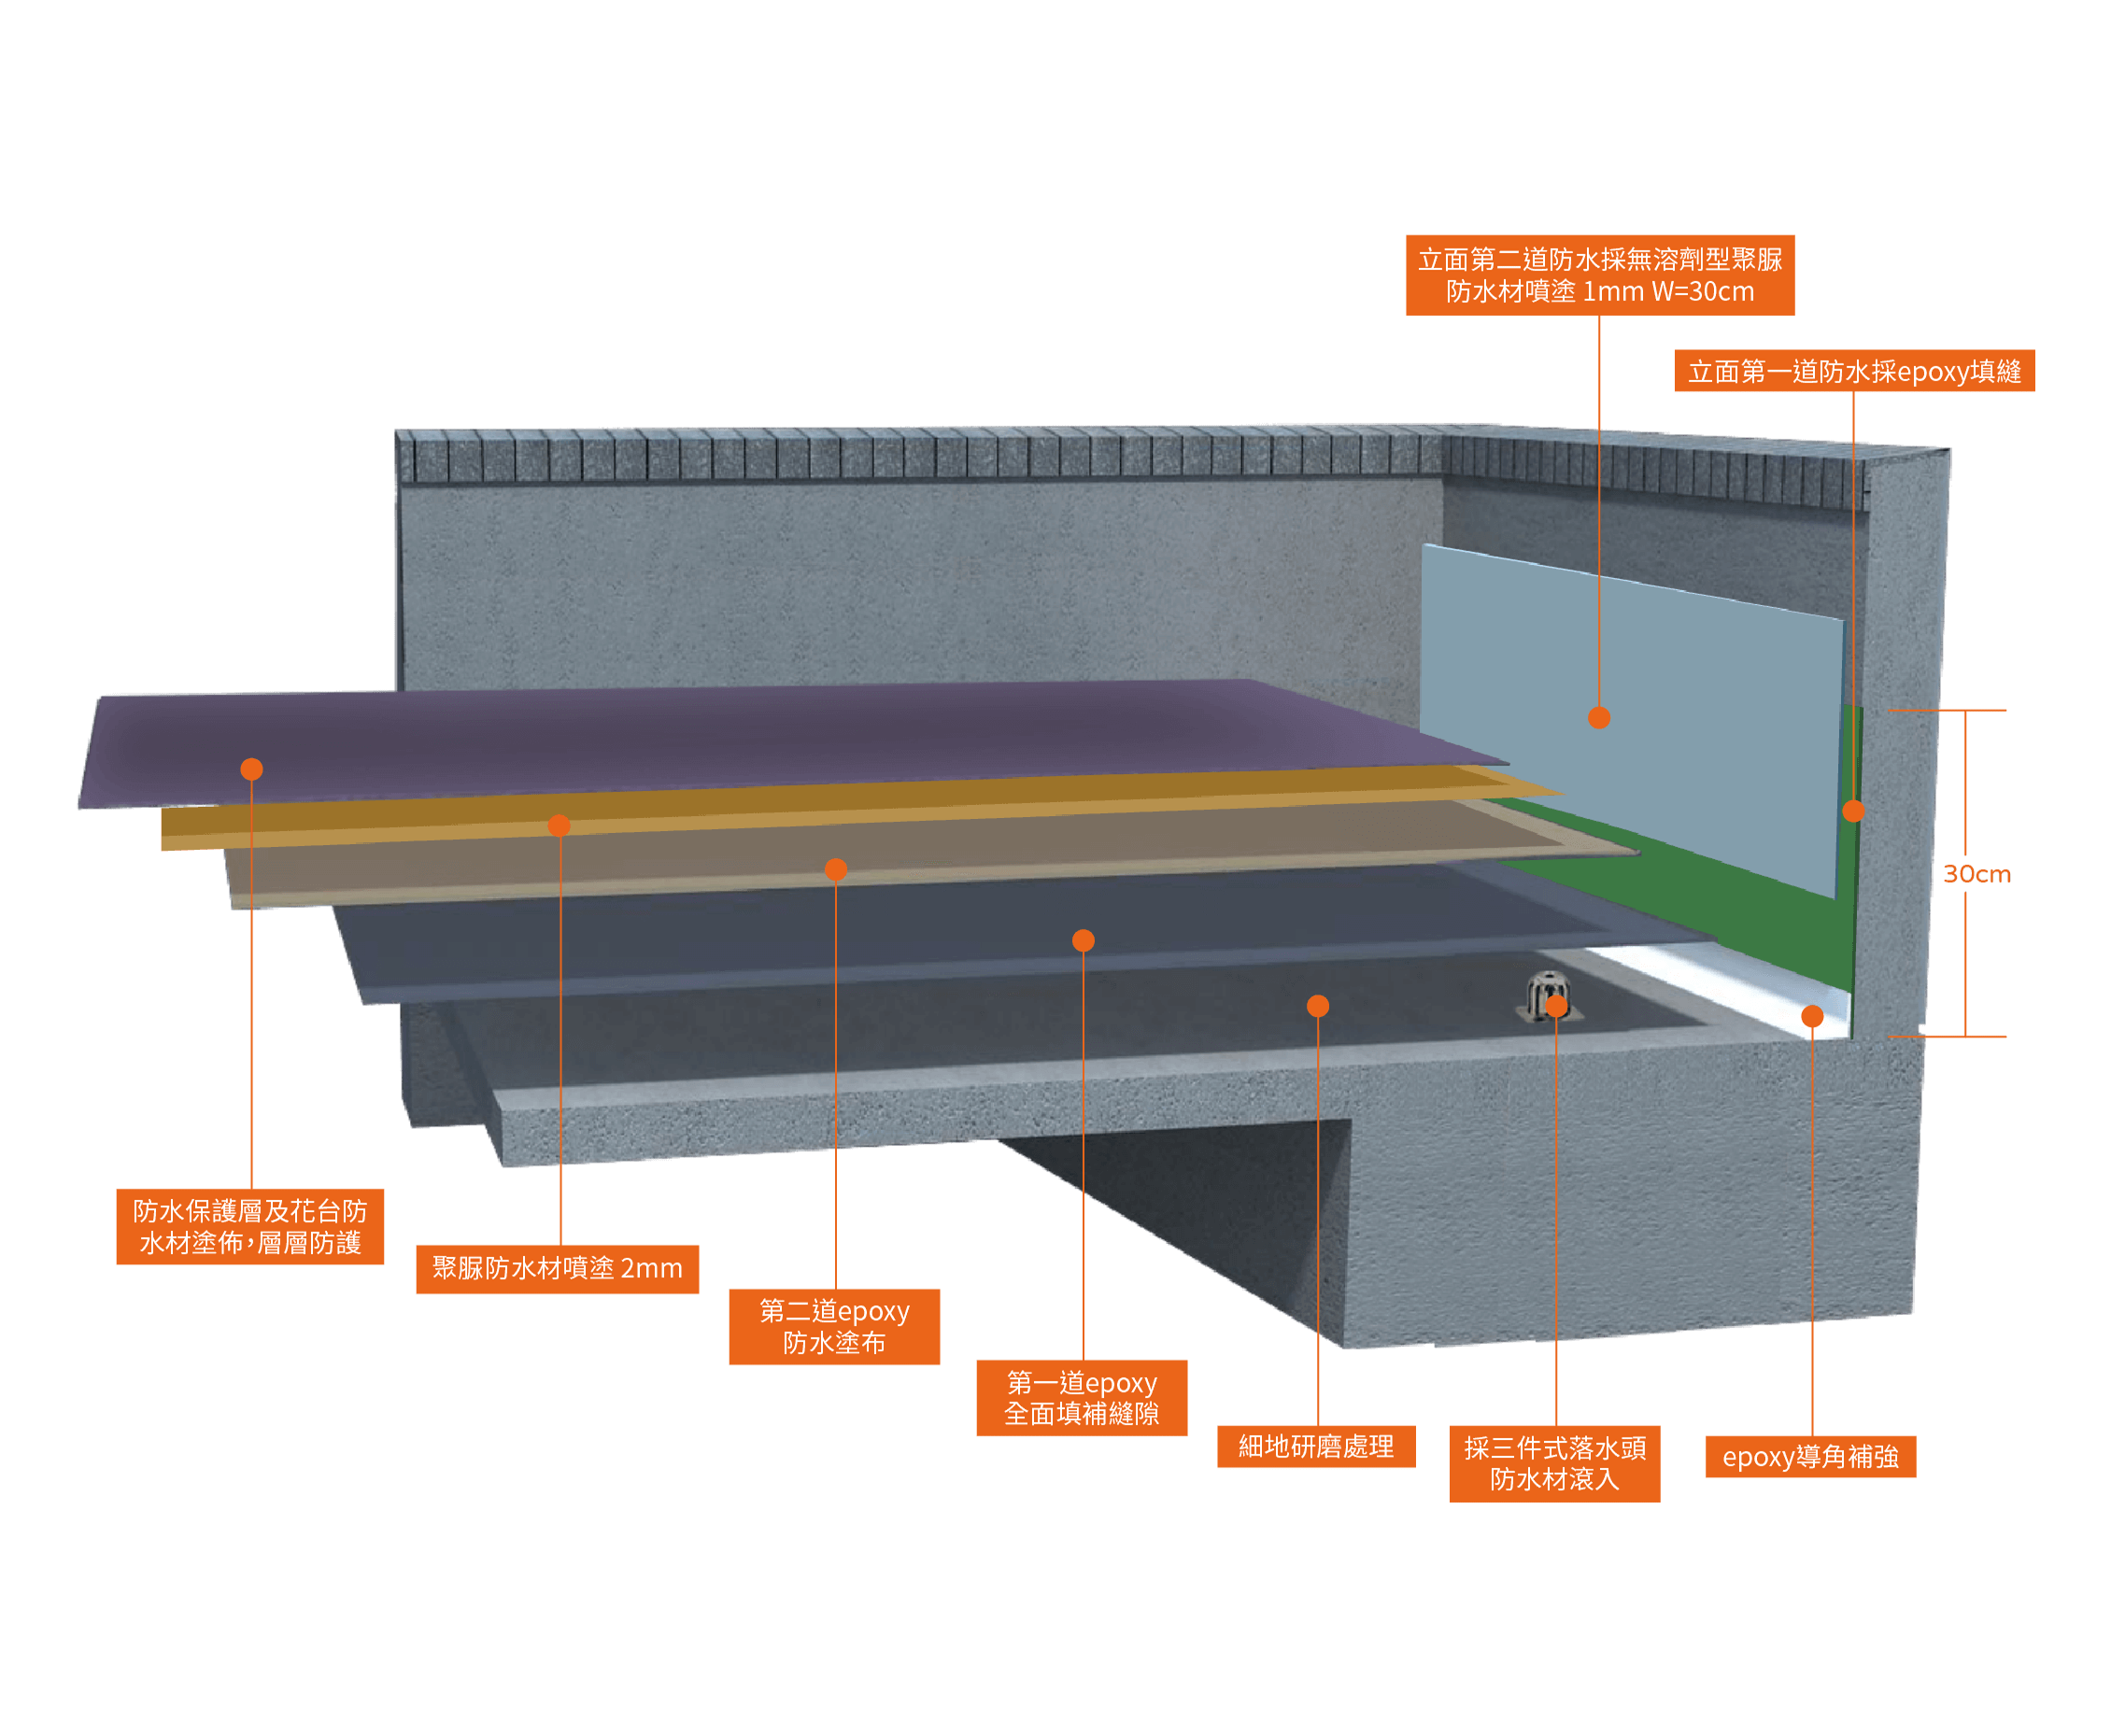 立面第二道防水採無溶劑型聚脲
防水材噴塗 1mm W=30cm
立面第一道防水採epoxy填縫
30cm
防水保護層及花台防
水材塗佈，層層防護
聚脲防水材噴塗 2mm
第二道epoxy
防水塗布
第一道epoxy
全面填補縫隙
細地研磨處理
採三件式落水頭
防水材滾入
epoxy導角補強